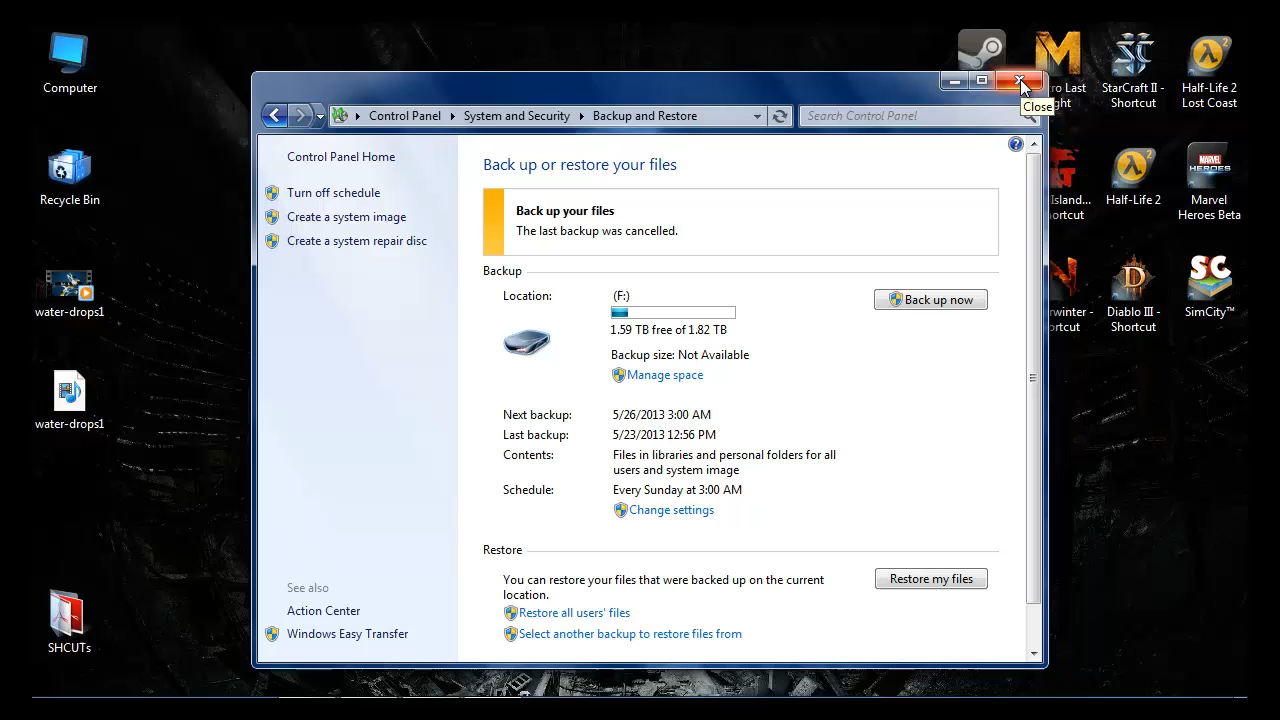 Computer
Recycle Bin
water-drops1
water-drops1
SHCUTs
Close
Control Panel
System and Security
Backup and Restore
Search Control Panel
Control Panel Home
Turn off schedule
Create a system image
Create a system repair disc
See also
Action Center
Windows Easy Transfer
Back up or restore your files
Back up your files
The last backup was cancelled.
Backup
Location:
(F:)
1.59 TB free of 1.82 TB
Backup size: Not Available
Manage space
Back up now
Next backup: 5/26/2013 3:00 AM
Last backup: 5/23/2013 12:56 PM
Contents: Files in libraries and personal folders for all
users and system image
Schedule: Every Sunday at 3:00 AM
Change settings
Restore
You can restore your files that were backed up on the current
location.
Restore my files
Restore all users' files
Select another backup to restore files from
Last
StarCraft II -
Shortcut
Half-Life 2
Lost Coast
Island...
Half-Life 2
MARVEL
HEROES
Marvel
Heroes Beta
Diablo III -
Shortcut
SC
SimCity™